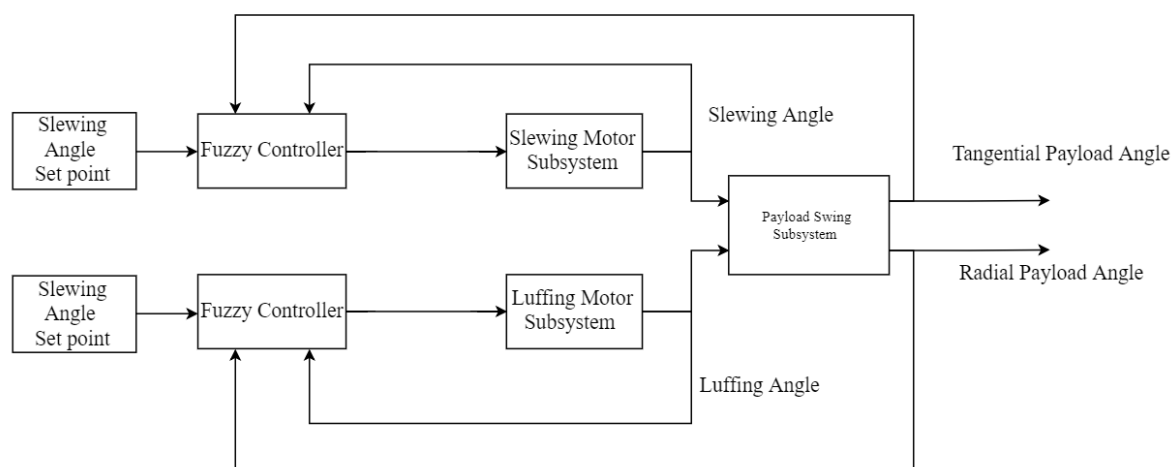 Slewing
Angle
Set point
Fuzzy Controller
Slewing Motor
Subsystem
Slewing Angle
Tangential Payload Angle
Payload Swing
Subsystem
Radial Payload Angle
Slewing
Angle
Set point
Fuzzy Controller
Luffing Motor
Subsystem
Luffing Angle